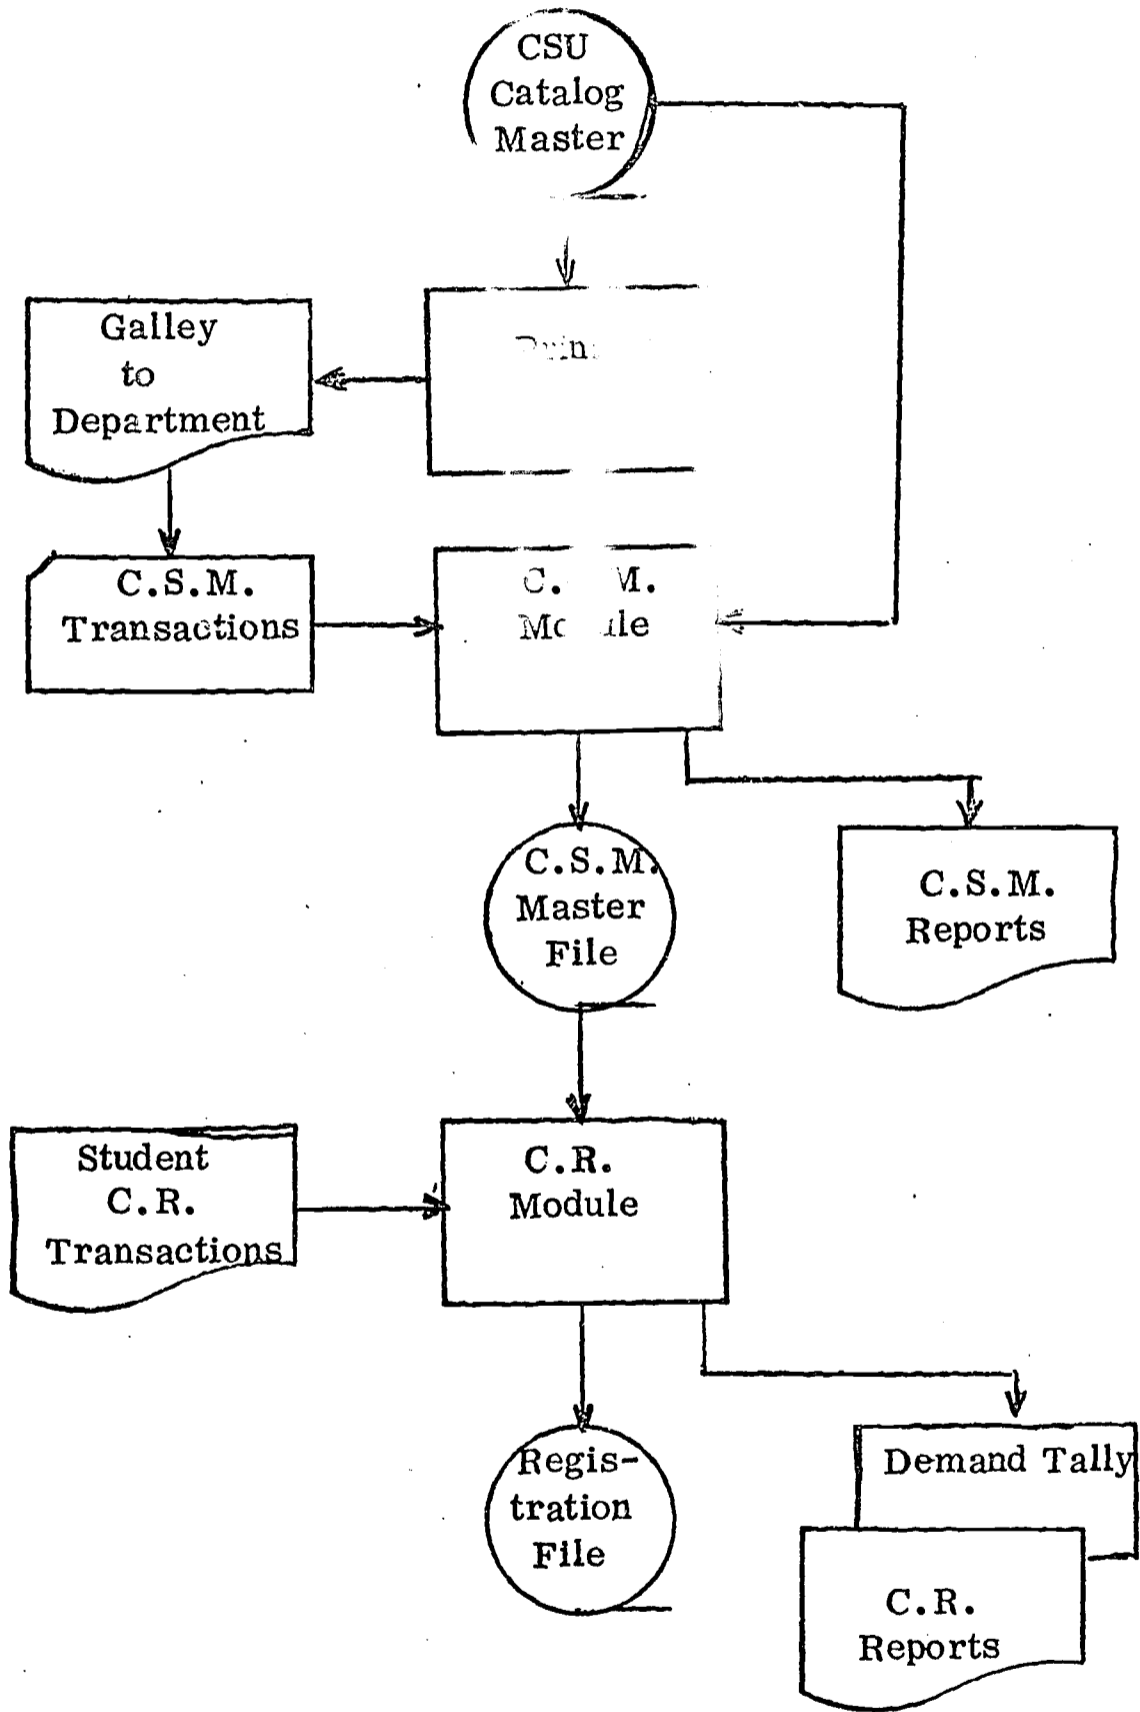 CSU
Catalog
Master
Galley
to
Department
C.S.M.
Transactions
C. M.
C.S.M.
Master
File
C.S.M.
Reports
Student
C.R.
Transactions
C.R.
Module
Regis-
tration
File
Demand Tally
C.R.
Reports